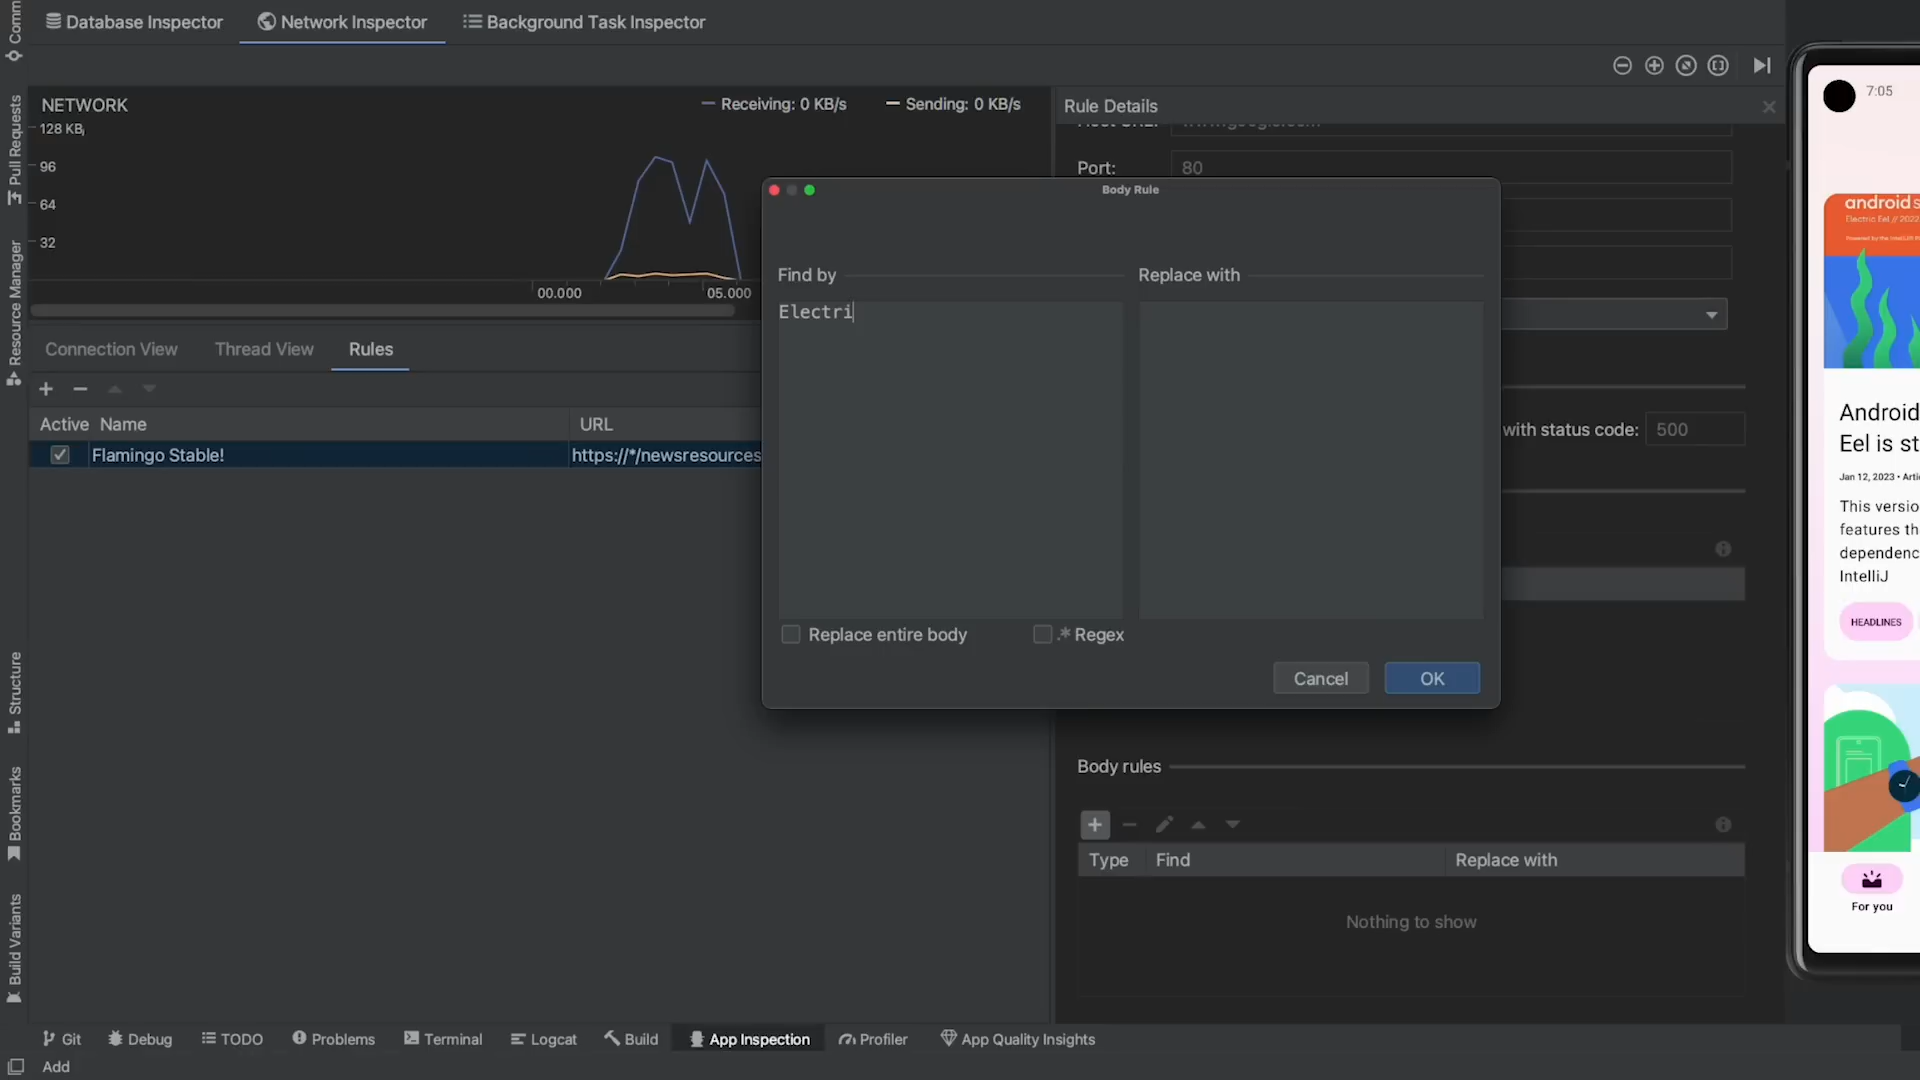 Comm
Database Inspector
Network Inspector
Background Task Inspector
Pull Requests
Resource Manager
Structure
Bookmarks
Build Variants
NETWORK
Receiving: 0 KB/s
Sending: 0 KB/s
128 KB
96
64
32
00.000
05.000
Connection View
Thread View
Rules
Active
Name
URL
Flamingo Stable!
https://*/newsresources
Rule Details
Port:
80
with status code:
500
Body Rule
Find by
Replace with
Electri
Replace entire body
.* Regex
Cancel
OK
Body rules
Type
Find
Replace with
Nothing to show
7:05
android s
Electric Eel // 2022
Android
Eel is st
Jan 12, 2023 • Arti
This versio
features th
dependenc
IntelliJ
HEADLINES
For you
Git
Debug
TODO
Problems
Terminal
Logcat
Build
App Inspection
Profiler
App Quality Insights
Add